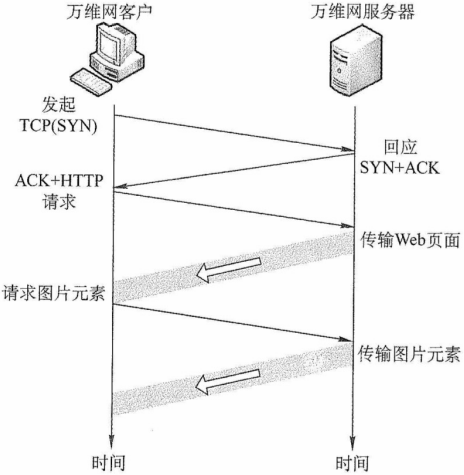 万维网客户
万维网服务器
发起
TCP(SYN)
回应
SYN+ACK
ACK+HTTP
请求
传输Web页面
请求图片元素
传输图片元素
时间
时间